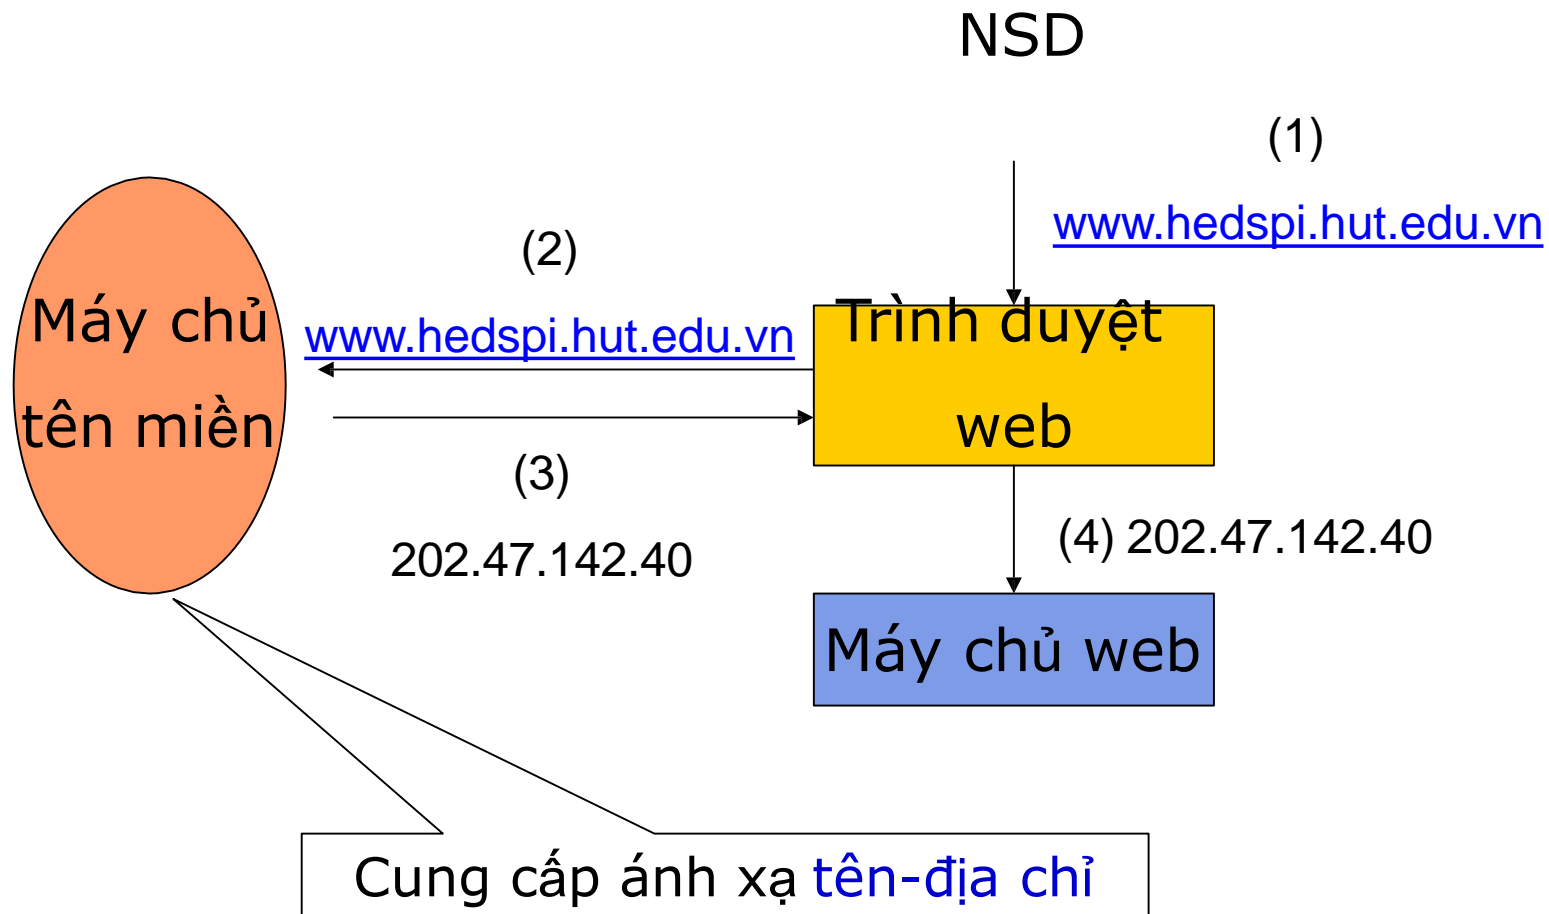 NSD
(1)
www.hedspi.hut.edu.vn
(2)
www.hedspi.hut.edu.vn
Máy chủ
tên miền
Trình duyệt
web
(3)
202.47.142.40
(4) 202.47.142.40
Máy chủ web
Cung cấp ánh xạ tên-địa chỉ